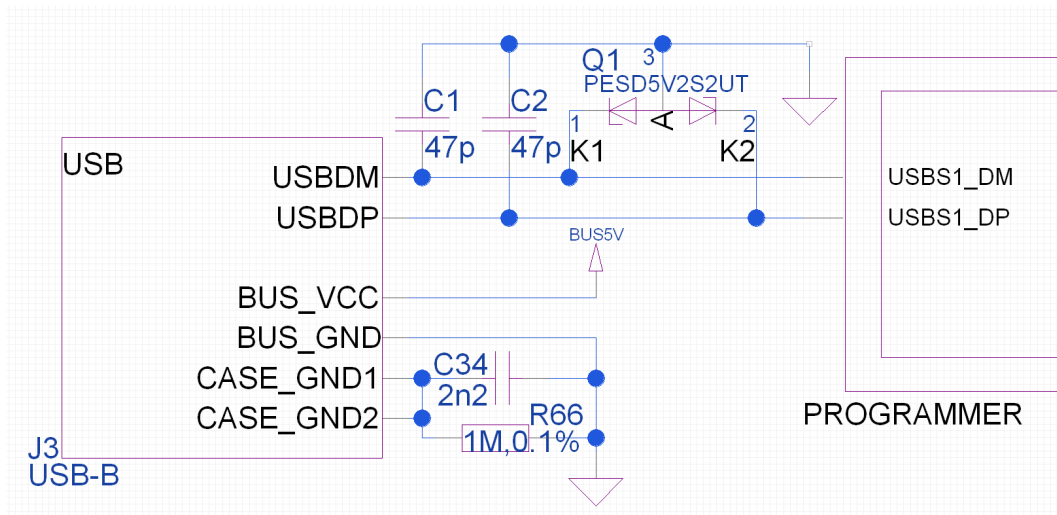 Q1
3
PESD5V2S2UT
C1
C2
1
A
2
47p
47p
K1
K2
USB
USBDM
USBS1_DM
USBDP
USBS1_DP
BUS5V
BUS_VCC
BUS_GND
C34
CASE_GND1
2n2
CASE_GND2
R66
1M,0.1%
PROGRAMMER
J3
USB-B